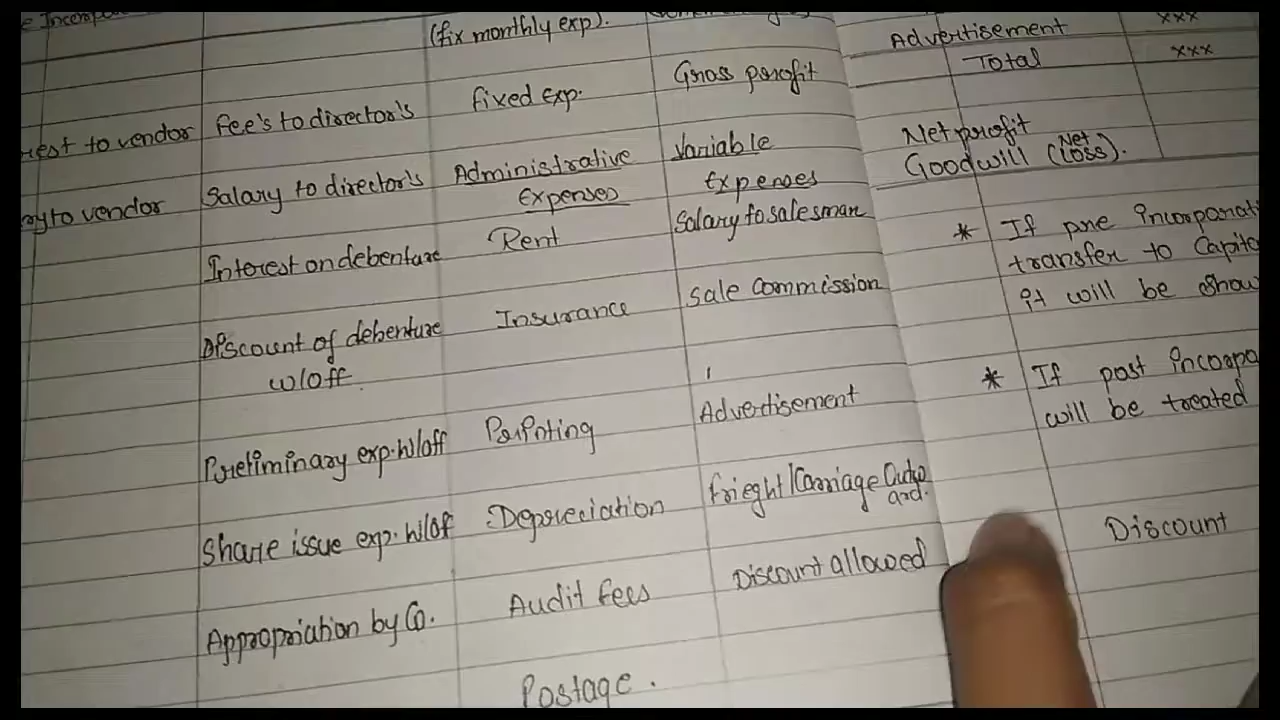 (fix monthly exp).
rest to vendor
ry to vendor
Fee's to director's
Salary to director's
Interest on debenture
Discount of debenture
w/off.
Preliminary exp. w/off
Share issue exp. w/of
Appropriation by Co.
fixed exp.
Administrative
Expenses
Rent
Insurance
Printing
Depreciation
Audit fees
Postage.
Gross profit
Variable
Expenses
Salary to salesman
Sale Commission
Advertisement
frieght/Carriage Outw
ard.
Discount allowed
Advertisement xxx
Total xxx
Net profit
Goodwill (Net
Loss).
* If pre incorporati
transfer to Capita
it will be show
* If post incorpo
will be treated
Discount